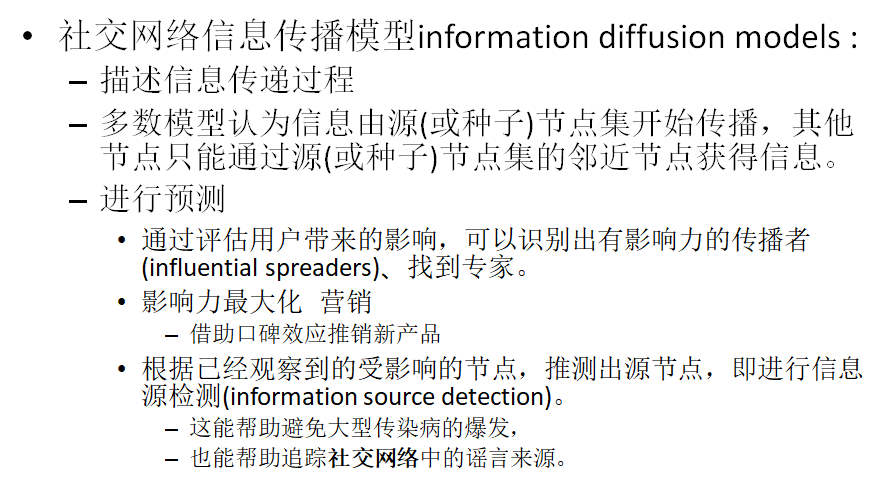 • 社交网络信息传播模型information diffusion models :
– 描述信息传递过程
– 多数模型认为信息由源(或种子)节点集开始传播，其他
节点只能通过源(或种子)节点集的邻近节点获得信息。
– 进行预测
• 通过评估用户带来的影响，可以识别出有影响力的传播者
(influential spreaders)、找到专家。
• 影响力最大化 营销
– 借助口碑效应推销新产品
• 根据已经观察到的受影响的节点，推测出源节点，即进行信息
源检测(information source detection)。
– 这能帮助避免大型传染病的爆发，
– 也能帮助追踪社交网络中的谣言来源。